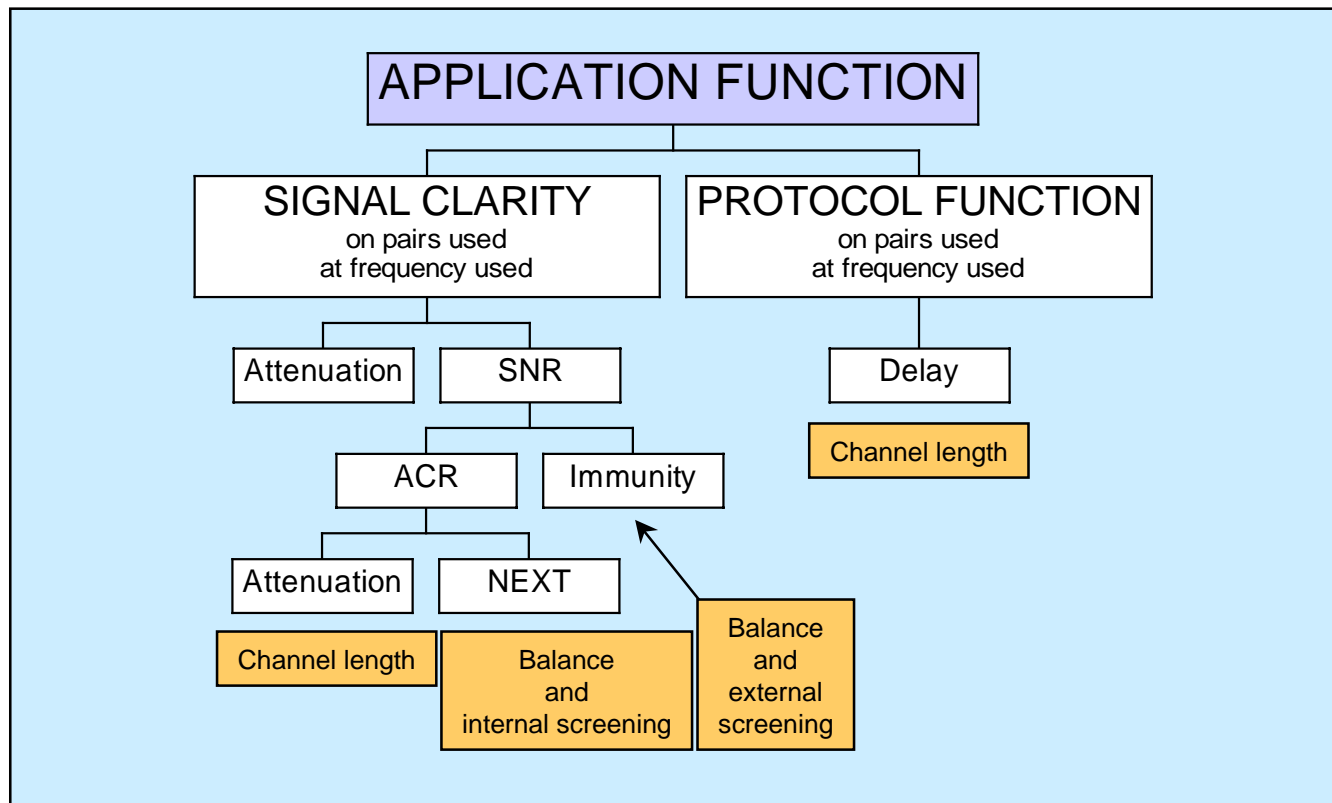 APPLICATION FUNCTION
SIGNAL CLARITY
on pairs used
at frequency used
PROTOCOL FUNCTION
on pairs used
at frequency used
Attenuation
SNR
Delay
Channel length
ACR
Immunity
Attenuation
NEXT
Channel length
Balance
and
internal screening
Balance
and
external
screening